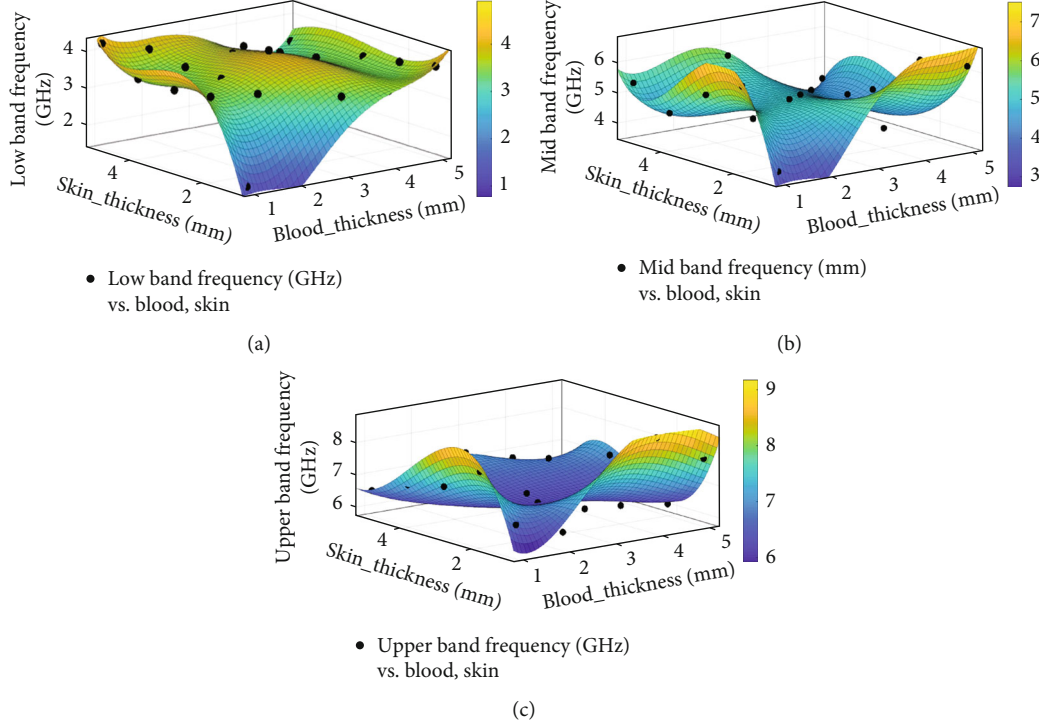 Low band frequency
(GHz)
4
3
2
4
2
Skin_thickness (mm)
1
2
3
4
5
Blood_thickness (mm)
4
3
2
1
● Low band frequency (GHz)
vs. blood, skin
(a)
Mid band frequency
(GHz)
6
5
4
4
2
Skin_thickness (mm)
1
2
3
4
5
Blood_thickness (mm)
7
6
5
4
3
● Mid band frequency (mm)
vs. blood, skin
(b)
Upper band frequency
(GHz)
8
7
6
4
2
Skin_thickness (mm)
1
2
3
4
5
Blood_thickness (mm)
9
8
7
6
● Upper band frequency (GHz)
vs. blood, skin
(c)